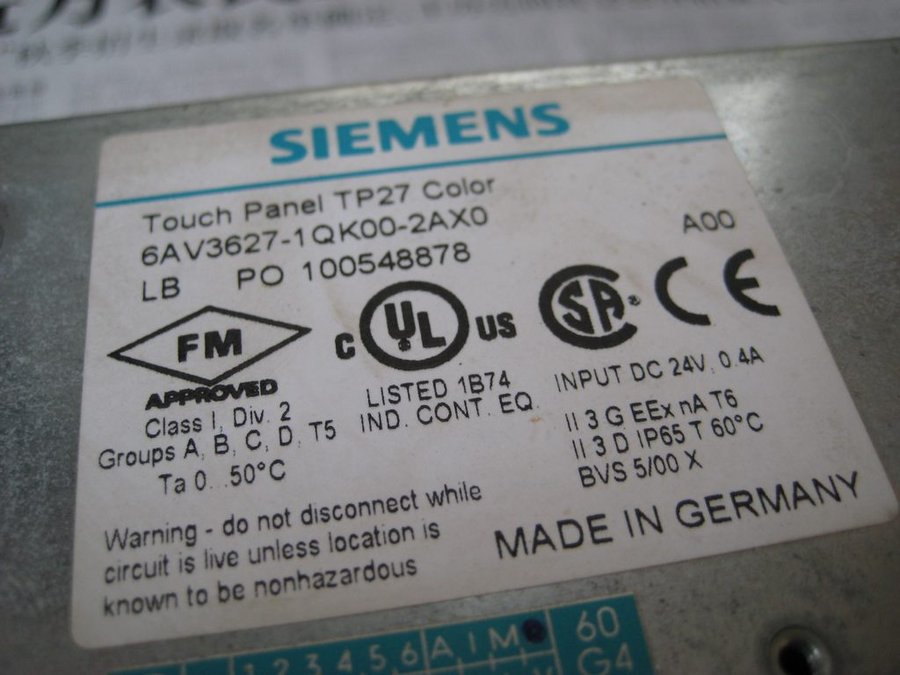 SIEMENS
Touch Panel TP27 Color
6AV3627-1QK00-2AX0
A00
LB PO 100548878
FM
APPROVED
Class I, Div. 2
Groups A, B, C, D, T5
Ta 0...50°C
C UL US
LISTED 1B74
IND. CONT. EQ.
SA ®
CE
INPUT DC 24V, 0.4A
II 3 G EEx nA T6
II 3 D IP65 T 60°C
BVS 5/00 X
Warning - do not disconnect while
circuit is live unless location is
known to be nonhazardous
MADE IN GERMANY
1 2 3 4 5 6 A I M 60
G4